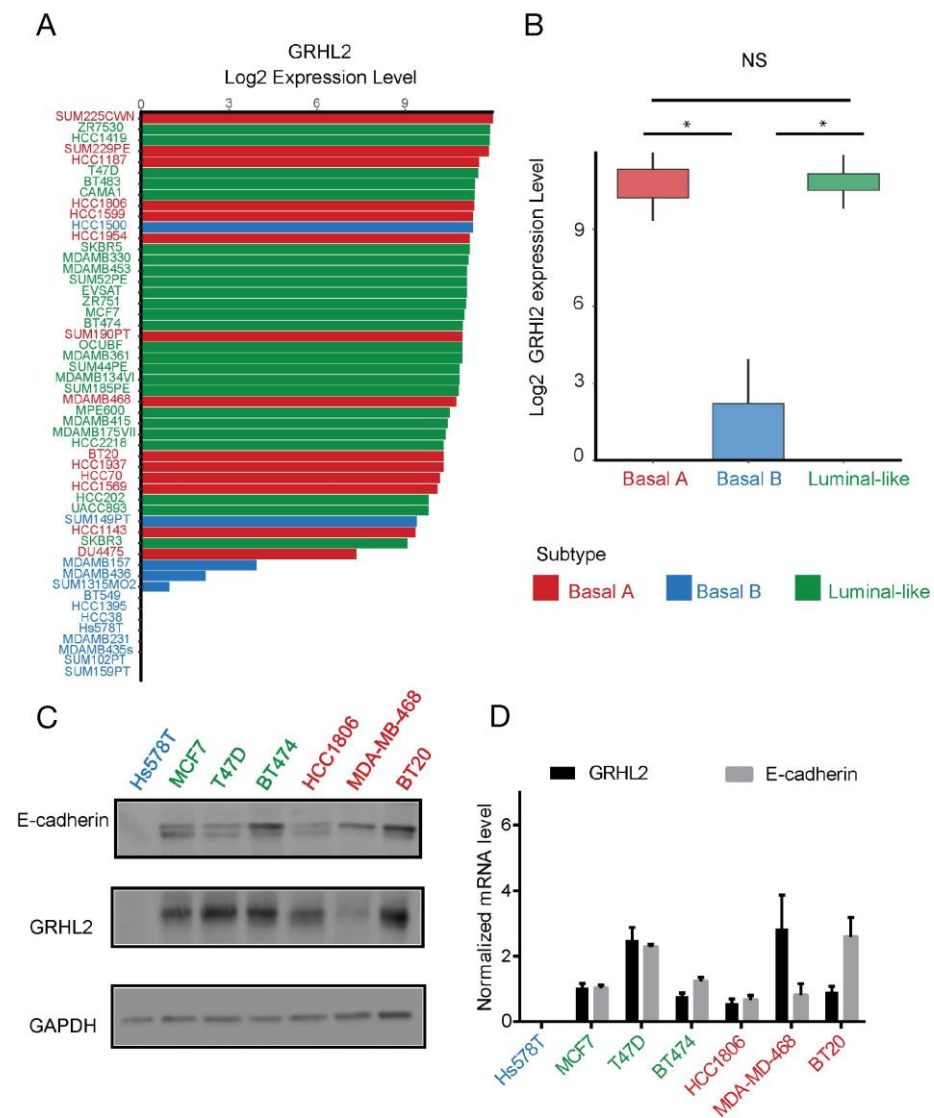 A
GRHL2
Log2 Expression Level
0 3 6 9
SUM225CWN
ZR7530
HCC1419
SUM229PE
HCC1187
T47D
BT483
CAMA1
HCC1806
HCC1599
HCC1500
HCC1954
SKBR5
MDAMB330
MDAMB453
SUM52PE
EVSAT
ZR751
MCF7
BT474
SUM190PT
OCUBF
MDAMB361
SUM44PE
MDAMB134VI
SUM185PE
MDAMB468
MPE600
MDAMB415
MDAMB175VII
HCC2218
BT20
HCC1937
HCC70
HCC1569
HCC202
UACC893
SUM149PT
HCC1143
SKBR3
DU4475
MDAMB157
MDAMB436
SUM1315MO2
BT549
HCC1395
HCC38
Hs578T
MDAMB231
MDAMB435s
SUM102PT
SUM159PT
B
NS
* *
Log2 GRHl2 expression Level
9
6
3
0
Basal A Basal B Luminal-like
Subtype
Basal A Basal B Luminal-like
C
Hs578T MCF7 T47D BT474 HCC1806 MDA-MB-468 BT20
E-cadherin
GRHL2
GAPDH
D
GRHL2 E-cadherin
Normalized mRNA level
6
4
2
0
Hs578T MCF7 T47D BT474 HCC1806 MDA-MD-468 BT20